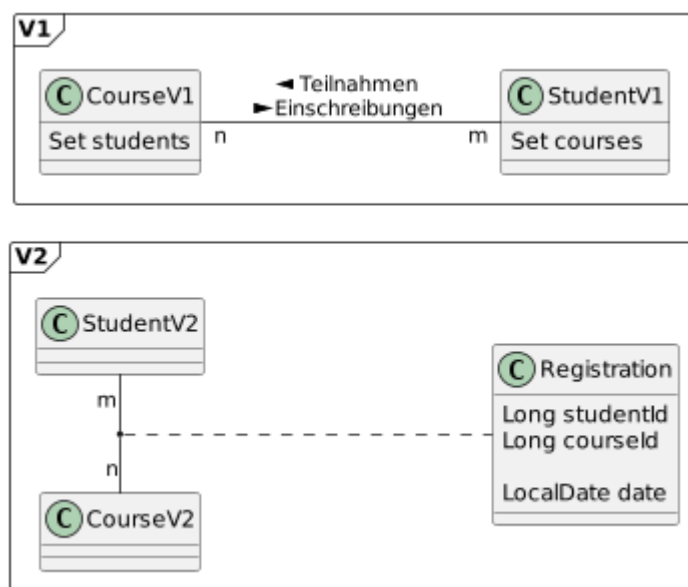 V1
◄ Teilnahmen
►Einschreibungen
C CourseV1
Set students
n
m
C StudentV1
Set courses
V2
C StudentV2
m
n
C CourseV2
C Registration
Long studentId
Long courseId
LocalDate date